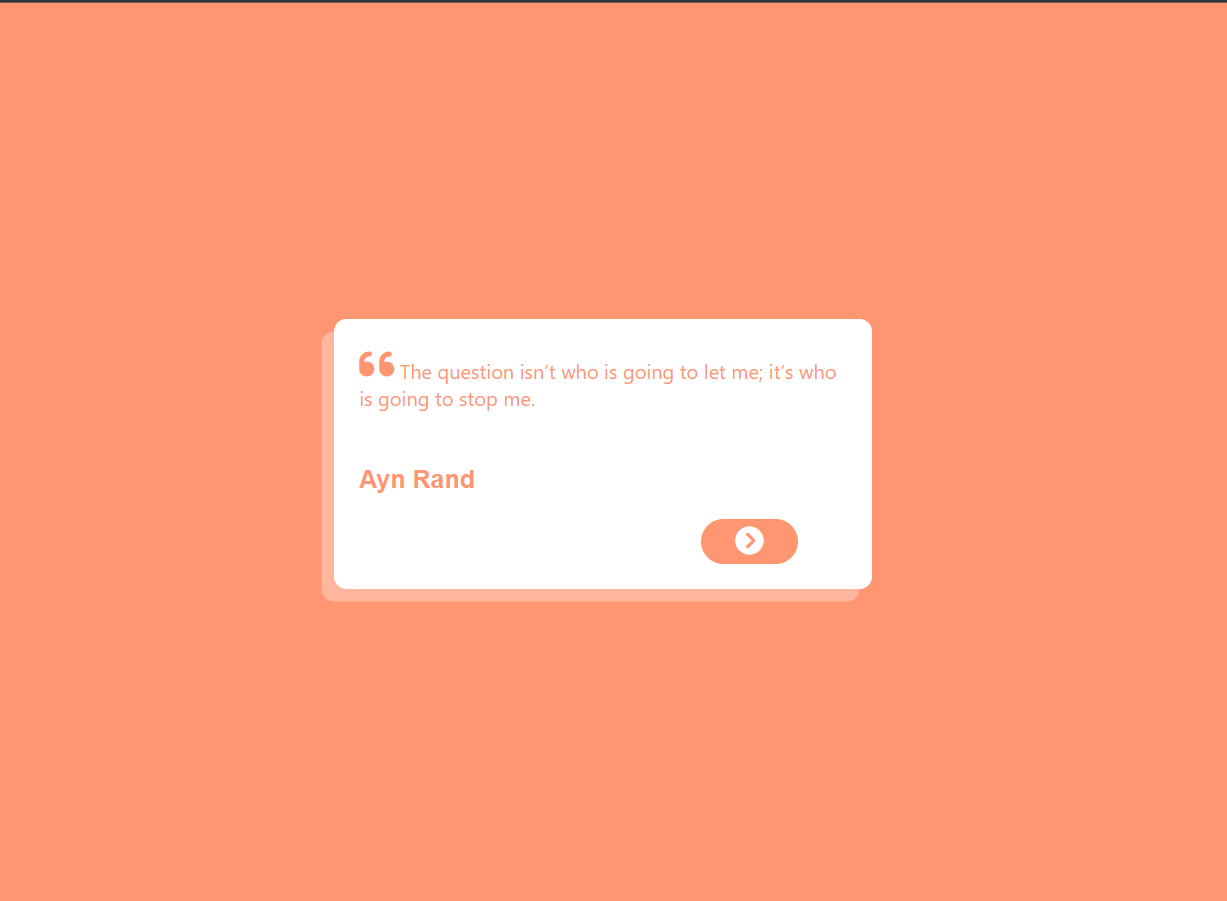 “ The question isn’t who is going to let me; it’s who
is going to stop me.
Ayn Rand